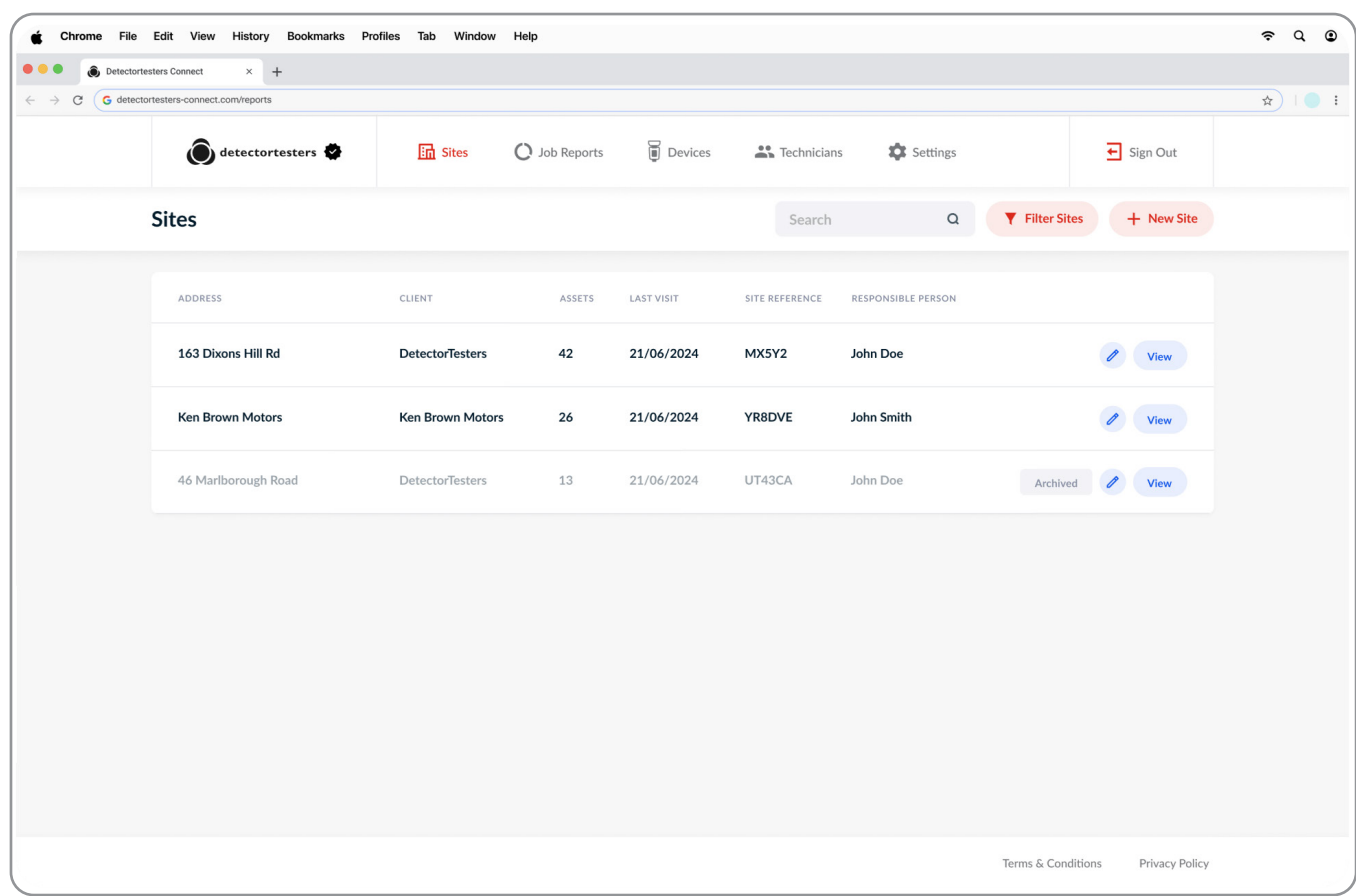 Chrome File Edit View History Bookmarks Profiles Tab Window Help
Detectortesters Connect
detectortesters-connect.com/reports
detectortesters Sites Job Reports Devices Technicians Settings Sign Out
Sites Search Filter Sites + New Site
ADDRESS CLIENT ASSETS LAST VISIT SITE REFERENCE RESPONSIBLE PERSON
163 Dixons Hill Rd DetectorTesters 42 21/06/2024 MX5Y2 John Doe View
Ken Brown Motors Ken Brown Motors 26 21/06/2024 YR8DVE John Smith View
46 Marlborough Road DetectorTesters 13 21/06/2024 UT43CA John Doe Archived View
Terms & Conditions Privacy Policy